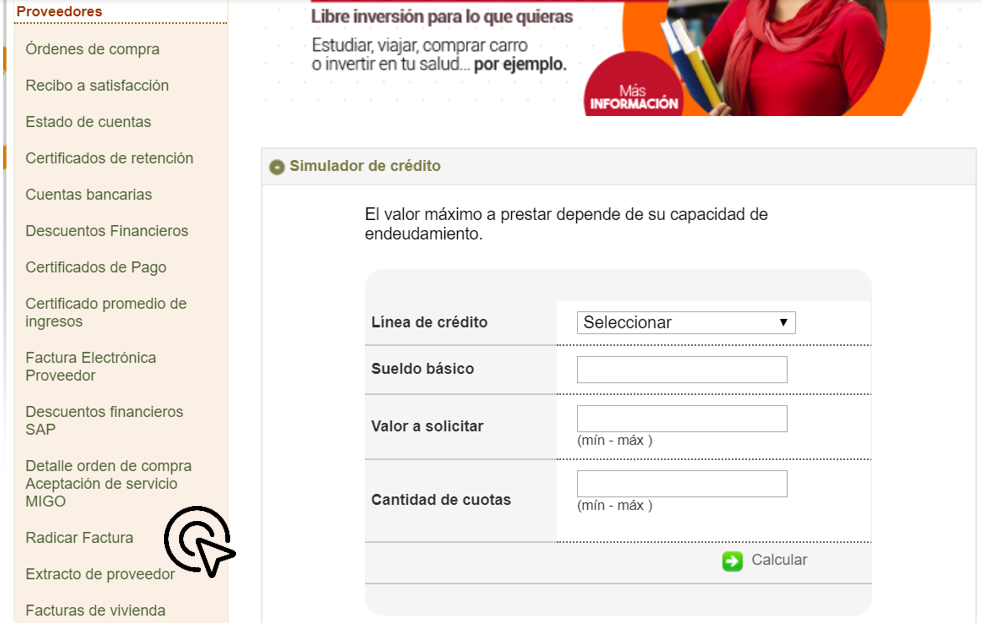 Proveedores
Órdenes de compra
Recibo a satisfacción
Estado de cuentas
Certificados de retención
Cuentas bancarias
Descuentos Financieros
Certificados de Pago
Certificado promedio de
ingresos
Factura Electrónica
Proveedor
Descuentos financieros
SAP
Detalle orden de compra
Aceptación de servicio
MIGO
Radicar Factura
Extracto de proveedor
Facturas de vivienda
Libre inversión para lo que quieras
Estudiar, viajar, comprar carro
o invertir en tu salud... por ejemplo.
Más
INFORMACIÓN
Simulador de crédito
El valor máximo a prestar depende de su capacidad de
endeudamiento.
Línea de crédito
Seleccionar
Sueldo básico
Valor a solicitar
(mín - máx )
Cantidad de cuotas
(mín - máx )
Calcular